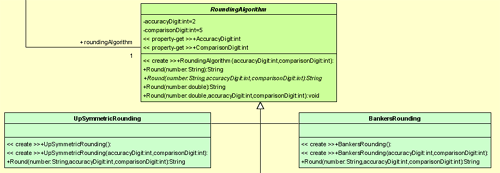 RoundingAlgorithm
-accuracyDigit:int=2
-comparisonDigit:int=5
<< property-get >>+AccuracyDigit:int
<< property-get >>+ComparisonDigit:int
<< create >>+RoundingAlgorithm(accuracyDigit:int,comparisonDigit:int):
+Round(number:String):String
+Round(number:String,accuracyDigit:int,comparisonDigit:int):String
+Round(number:double):String
+Round(number:double,accuracyDigit:int,comparisonDigit:int):void
+roundingAlgorithm
1
UpSymmetricRounding
<< create >>+UpSymmetricRounding():
<< create >>+UpSymmetricRounding(accuracyDigit:int,comparisonDigit:int):
+Round(number:String,accuracyDigit:int,comparisonDigit:int):String
BankersRounding
<< create >>+BankersRounding():
<< create >>+BankersRounding(accuracyDigit:int,comparisonDigit:int):
+Round(number:String,accuracyDigit:int,comparisonDigit:int):String